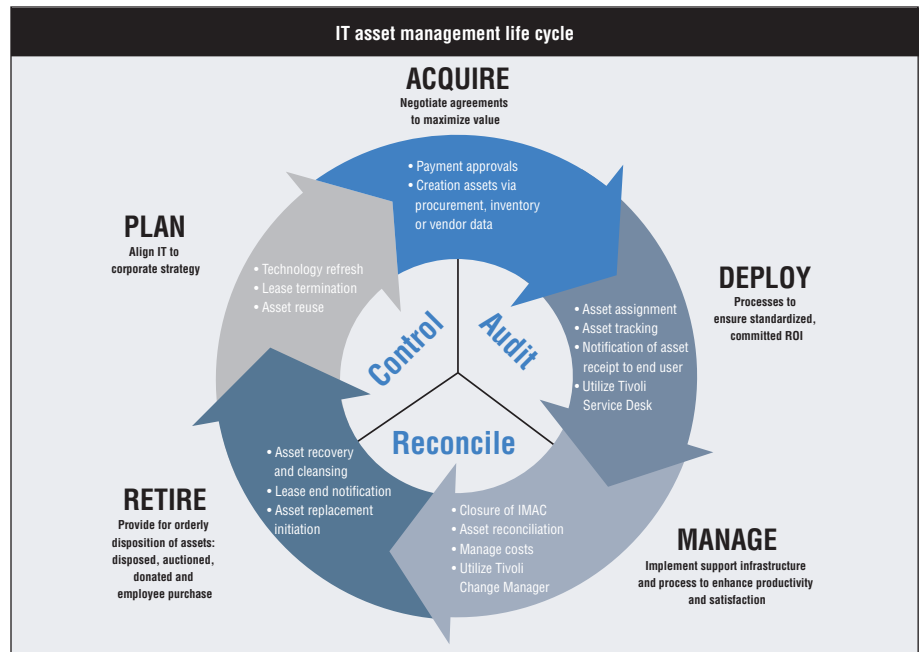 IT asset management life cycle
ACQUIRE
Negotiate agreements
to maximize value
• Payment approvals
• Creation assets via
procurement, inventory
or vendor data
DEPLOY
Processes to
ensure standardized,
committed ROI
• Asset assignment
• Asset tracking
• Notification of asset
receipt to end user
• Utilize Tivoli
Service Desk
MANAGE
Implement support infrastructure
and process to enhance productivity
and satisfaction
• Closure of IMAC
• Asset reconciliation
• Manage costs
• Utilize Tivoli
Change Manager
RETIRE
Provide for orderly
disposition of assets:
disposed, auctioned,
donated and
employee purchase
• Asset recovery
and cleansing
• Lease end notification
• Asset replacement
initiation
PLAN
Align IT to
corporate strategy
• Technology refresh
• Lease termination
• Asset reuse
Control
Audit
Reconcile